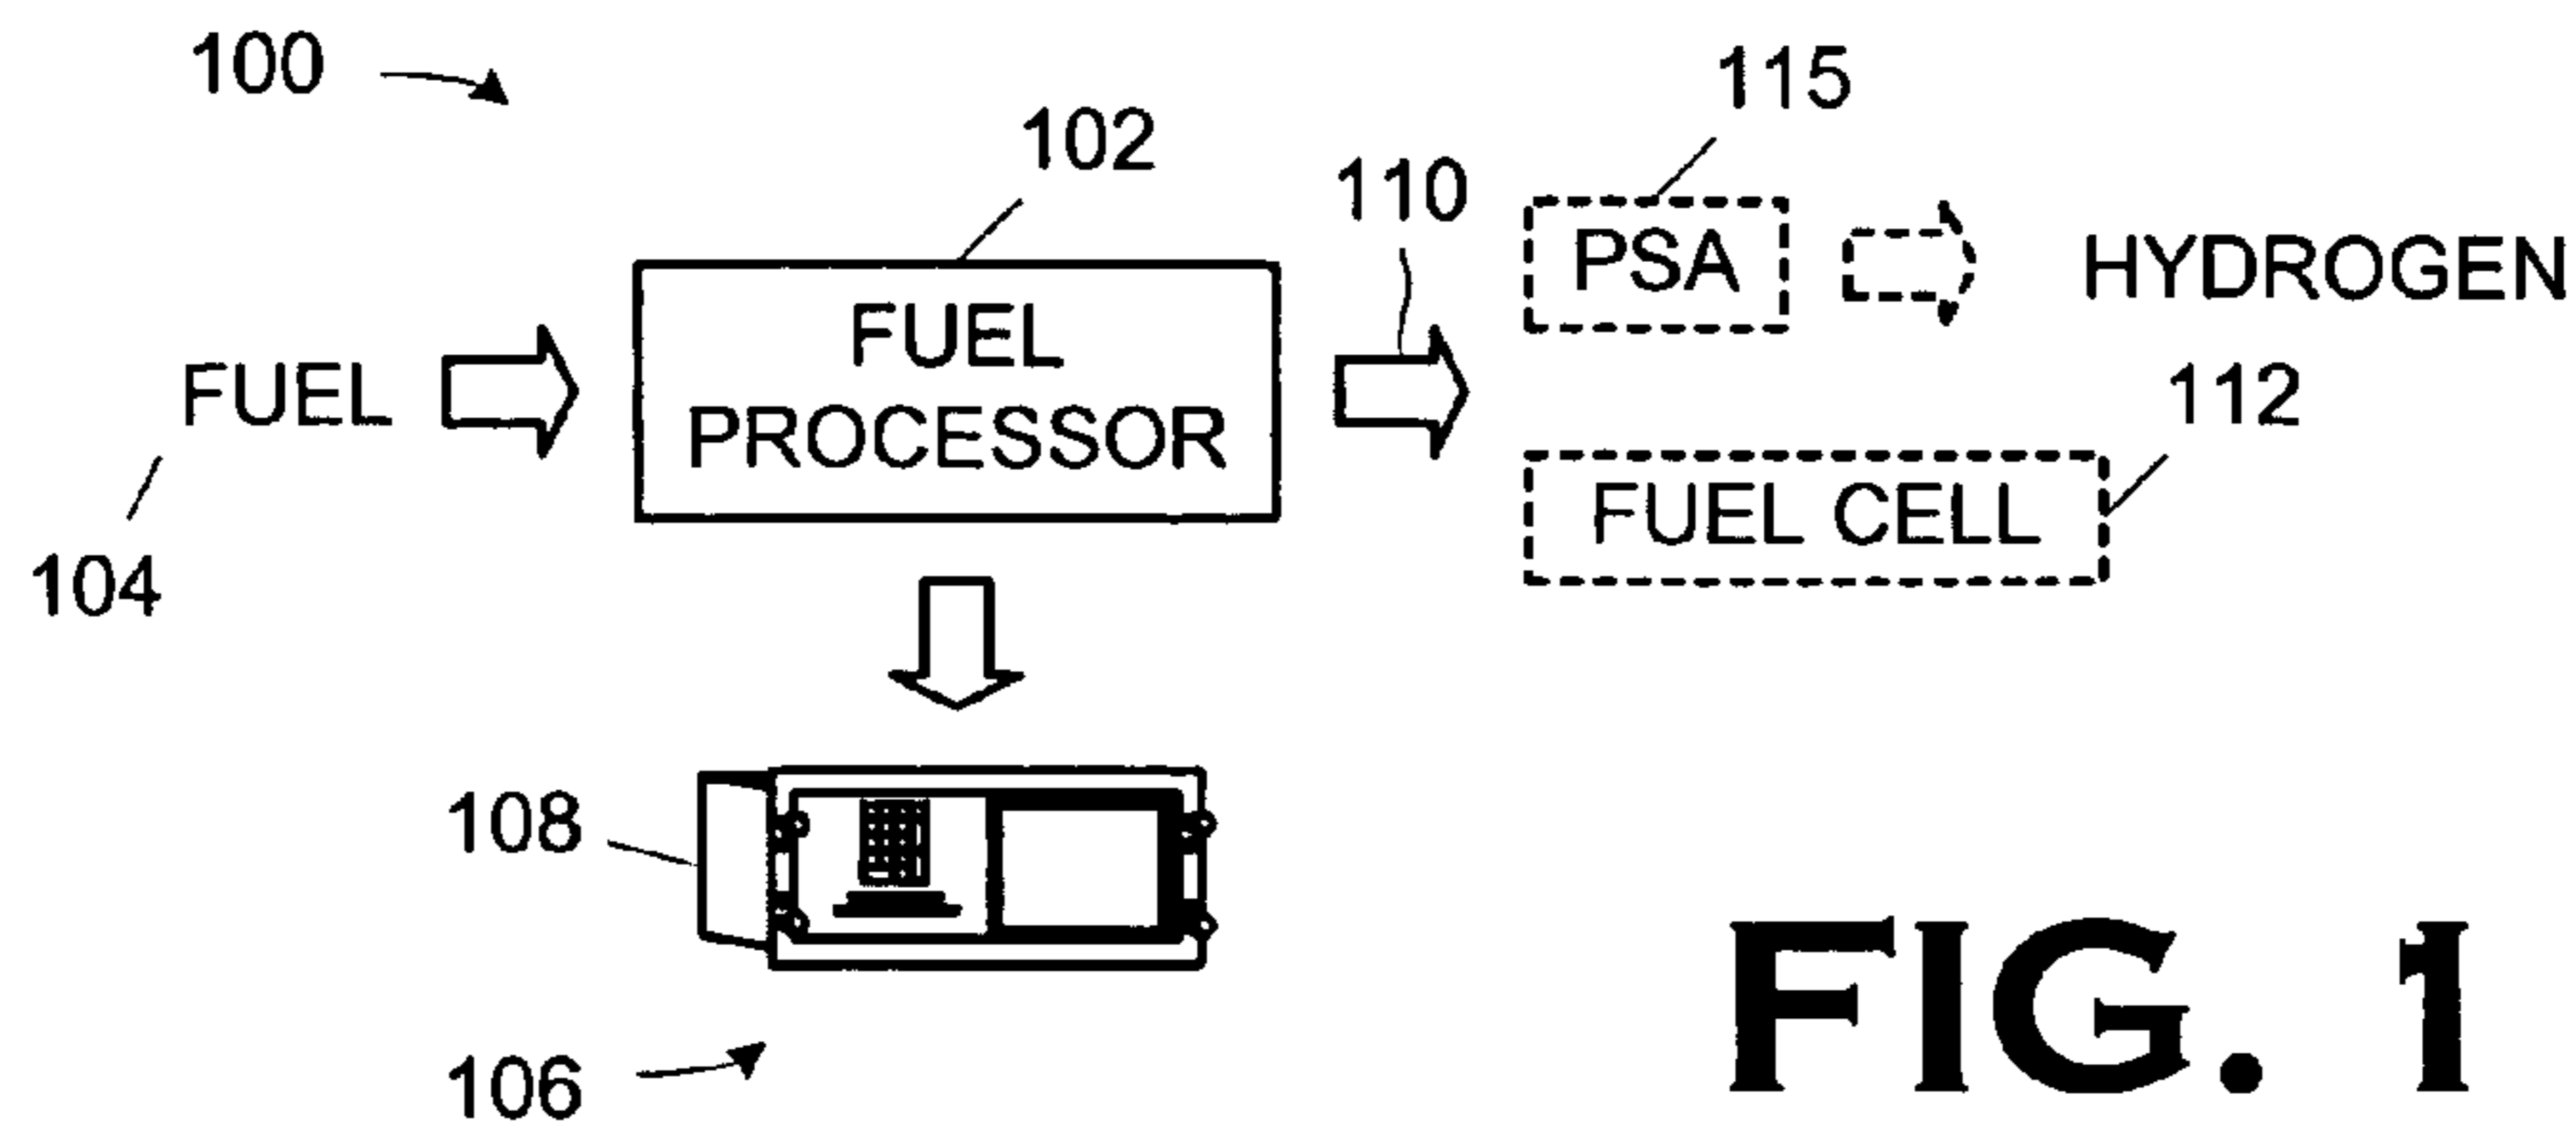 100
115
102
110
PSA
HYDROGEN
FUEL
FUEL
PROCESSOR
112
FUEL CELL
104
108
106
FIG. 1